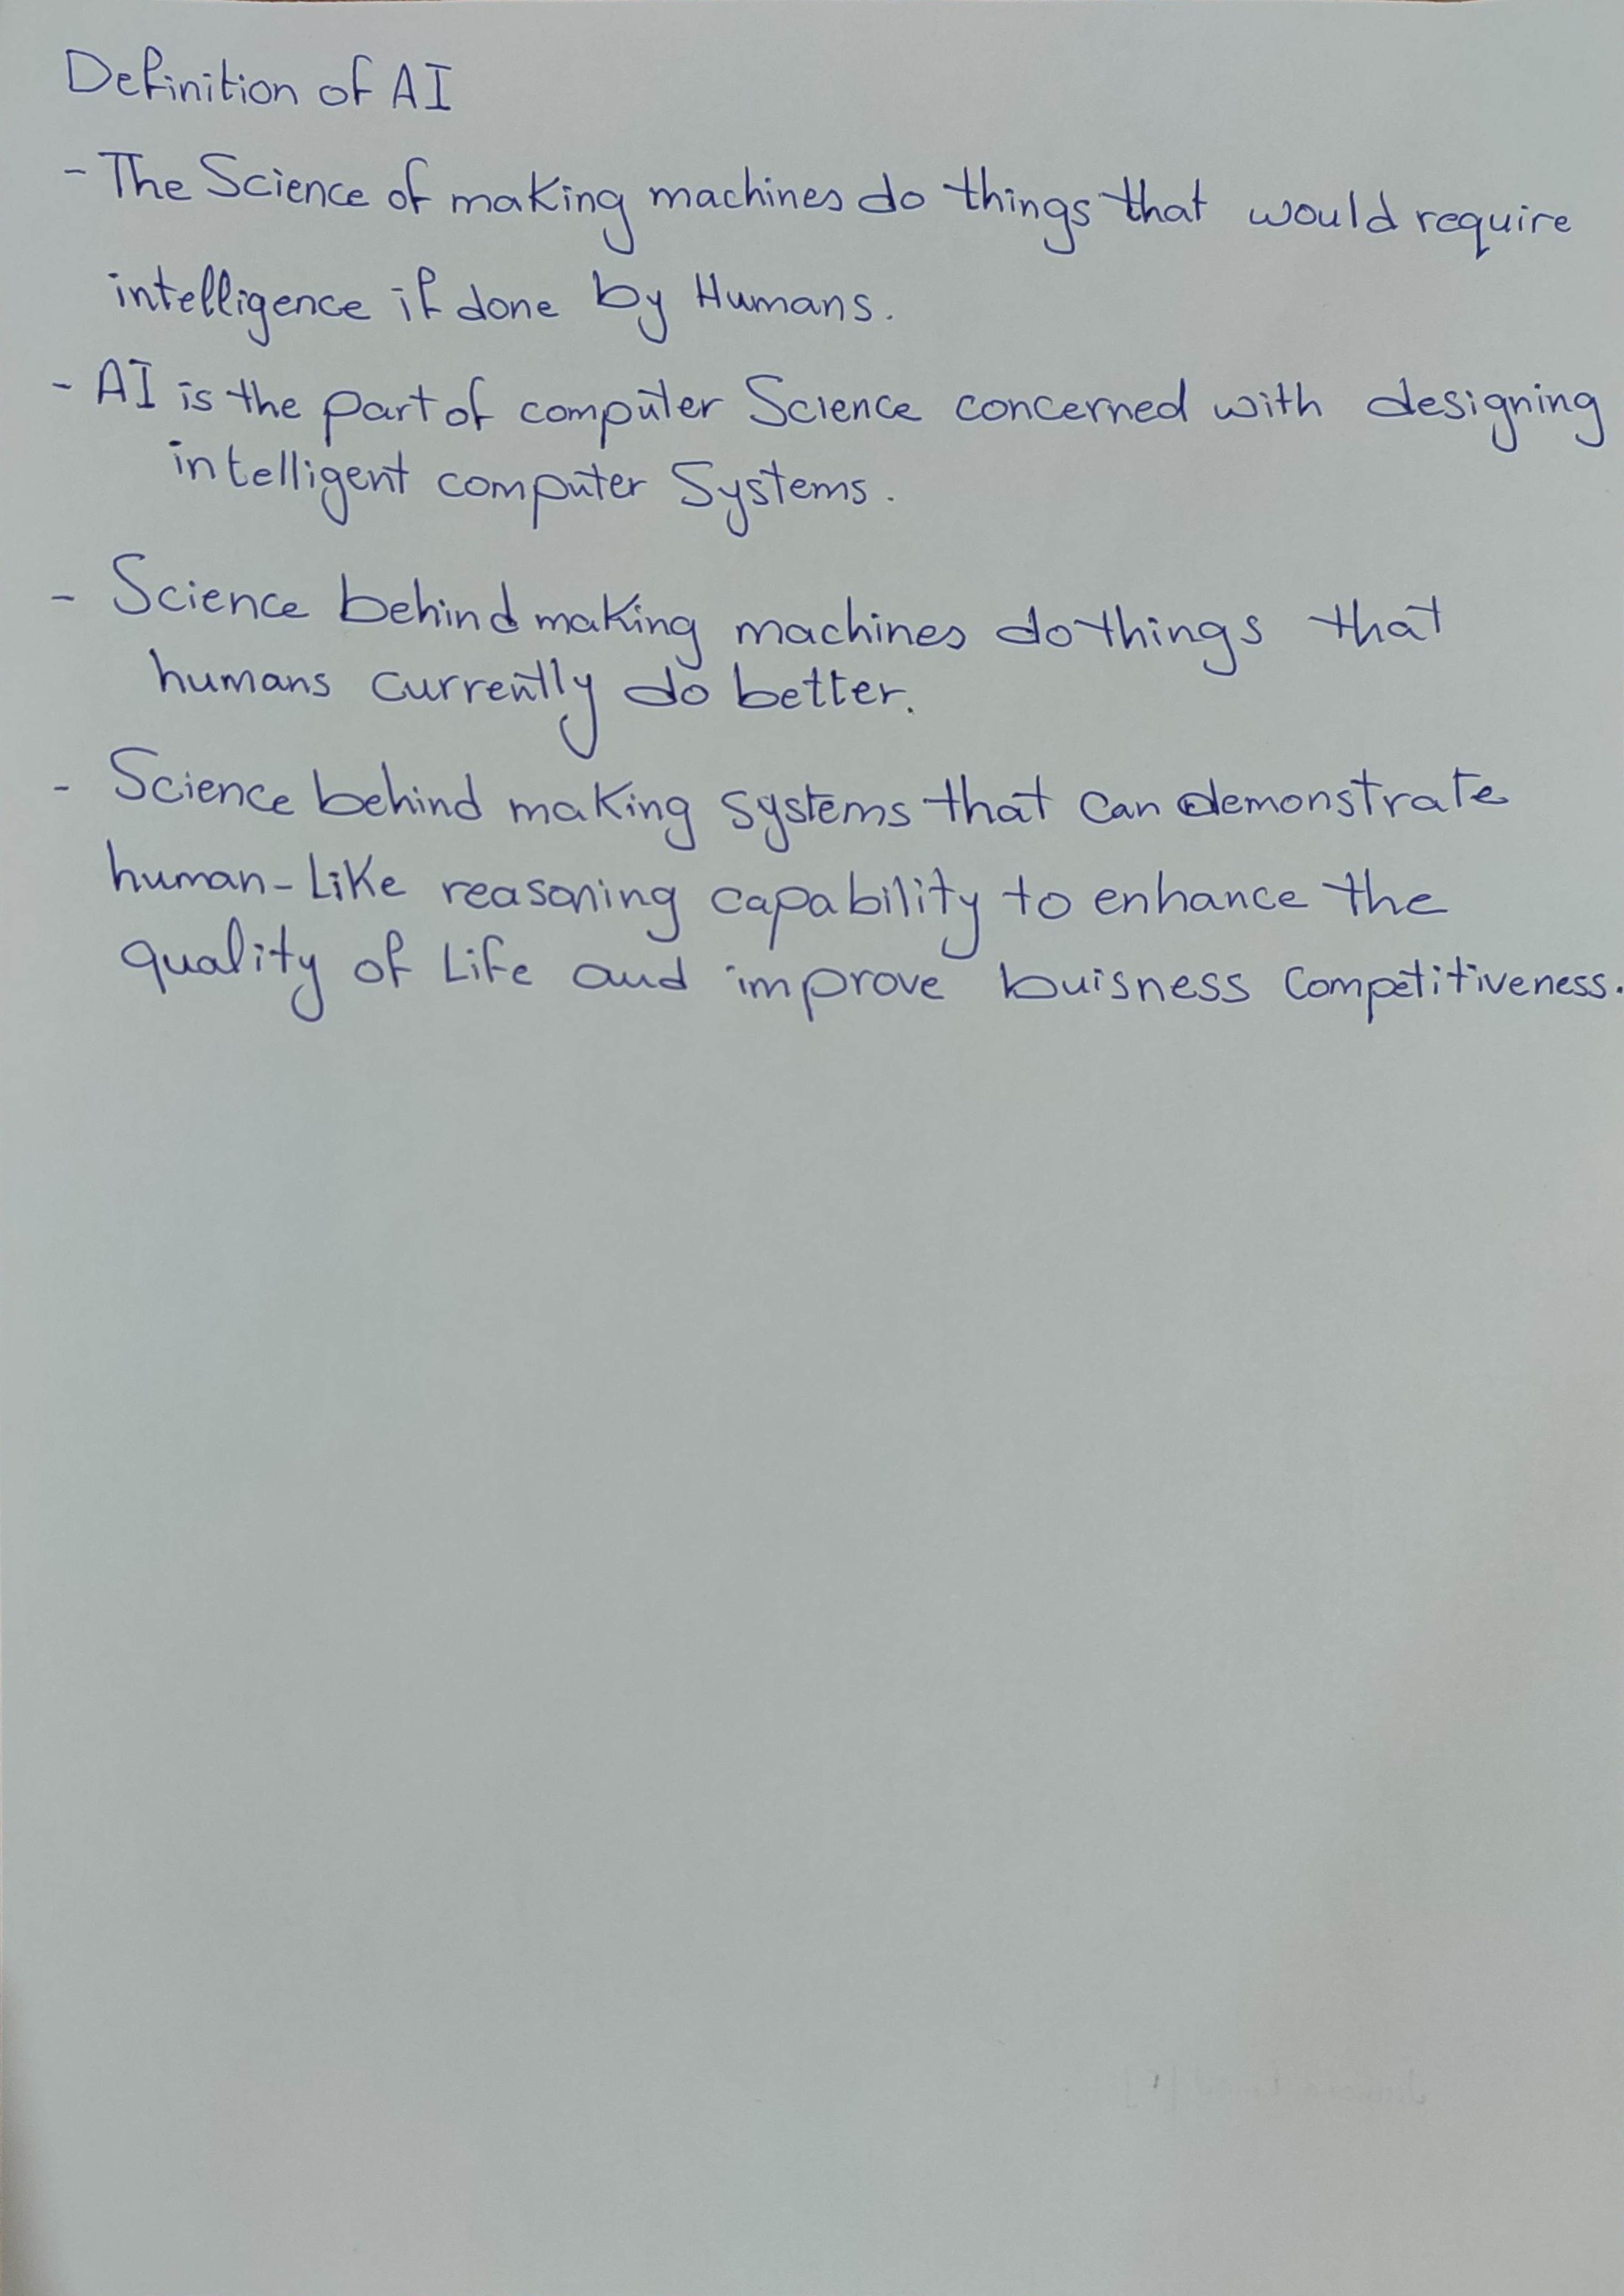 Definition of AI
- The Science of making machines do things that would require
intelligence if done by Humans.
- AI is the part of computer Science concerned with designing
intelligent computer Systems.
- Science behind making machines do things that
humans currently do better.
- Science behind making systems that can demonstrate
human-Like reasoning capability to enhance the
quality of Life and improve buisness Competitiveness.